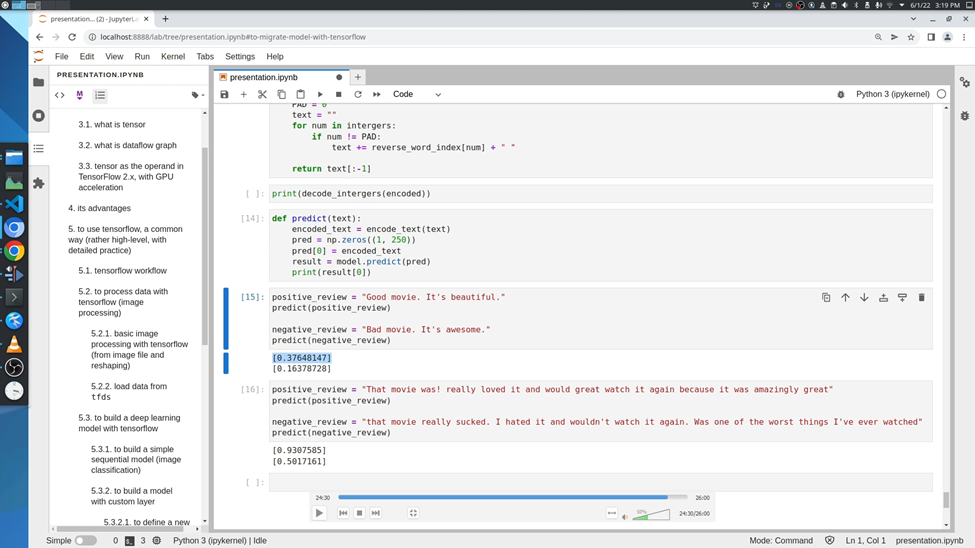 6/1/22 3:19 PM
presentation... (2) - JupyterL
localhost:8888/lab/tree/presentation.ipynb#to-migrate-model-with-tensorflow
File Edit View Run Kernel Tabs Settings Help
PRESENTATION.IPYNB
3.1. what is tensor
3.2. what is dataflow graph
3.3. tensor as the operand in
TensorFlow 2.x, with GPU
acceleration
4. its advantages
5. to use tensorflow, a common
way (rather high-level, with
detailed practice)
5.1. tensorflow workflow
5.2. to process data with
tensorflow (image
processing)
5.2.1. basic image
processing with tensorflow
(from image file and
reshaping)
5.2.2. load data from
tfds
5.3. to build a deep learning
model with tensorflow
5.3.1. to build a simple
sequential model (image
classification)
5.3.2. to build a model
with custom layer
5.3.2.1. to define a new
presentation.ipynb
Code
Python 3 (ipykernel)
PAD = 0
text = ""
for num in intergers:
if num != PAD:
text += reverse_word_index[num] + " "
return text[:-1]
[ ]: print(decode_intergers(encoded))
[14]: def predict(text):
encoded_text = encode_text(text)
pred = np.zeros((1, 250))
pred[0] = encoded_text
result = model.predict(pred)
print(result[0])
[15]: positive_review = "Good movie. It's beautiful."
predict(positive_review)
negative_review = "Bad movie. It's awesome."
predict(negative_review)
[0.37648147]
[0.16378728]
[16]: positive_review = "That movie was! really loved it and would great watch it again because it was amazingly great"
predict(positive_review)
negative_review = "that movie really sucked. I hated it and wouldn't watch it again. Was one of the worst things I've ever watched"
predict(negative_review)
[0.9307585]
[0.5017161]
[ ]:
24:30 26:00
50% 24:30/26:00
Simple 0 $_ 3 Python 3 (ipykernel) | Idle Mode: Command Ln 1, Col 1 presentation.ipynb